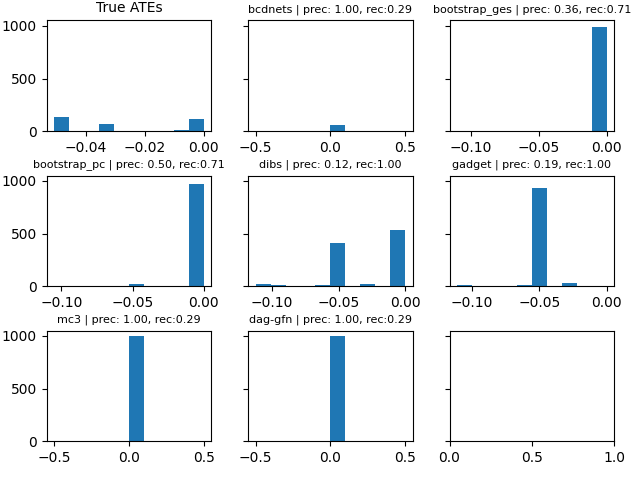 True ATEs
bcdnets | prec: 1.00, rec:0.29
bootstrap_ges | prec: 0.36, rec:0.71
1000
500
0
−0.04 −0.02 0.00
−0.5 0.0 0.5
−0.10 −0.05 0.00
bootstrap_pc | prec: 0.50, rec:0.71
dibs | prec: 0.12, rec:1.00
gadget | prec: 0.19, rec:1.00
1000
500
0
−0.10 −0.05 0.00
−0.10 −0.05 0.00
−0.10 −0.05 0.00
mc3 | prec: 1.00, rec:0.29
dag-gfn | prec: 1.00, rec:0.29
1000
500
0
−0.5 0.0 0.5
−0.5 0.0 0.5
0.0 0.5 1.0